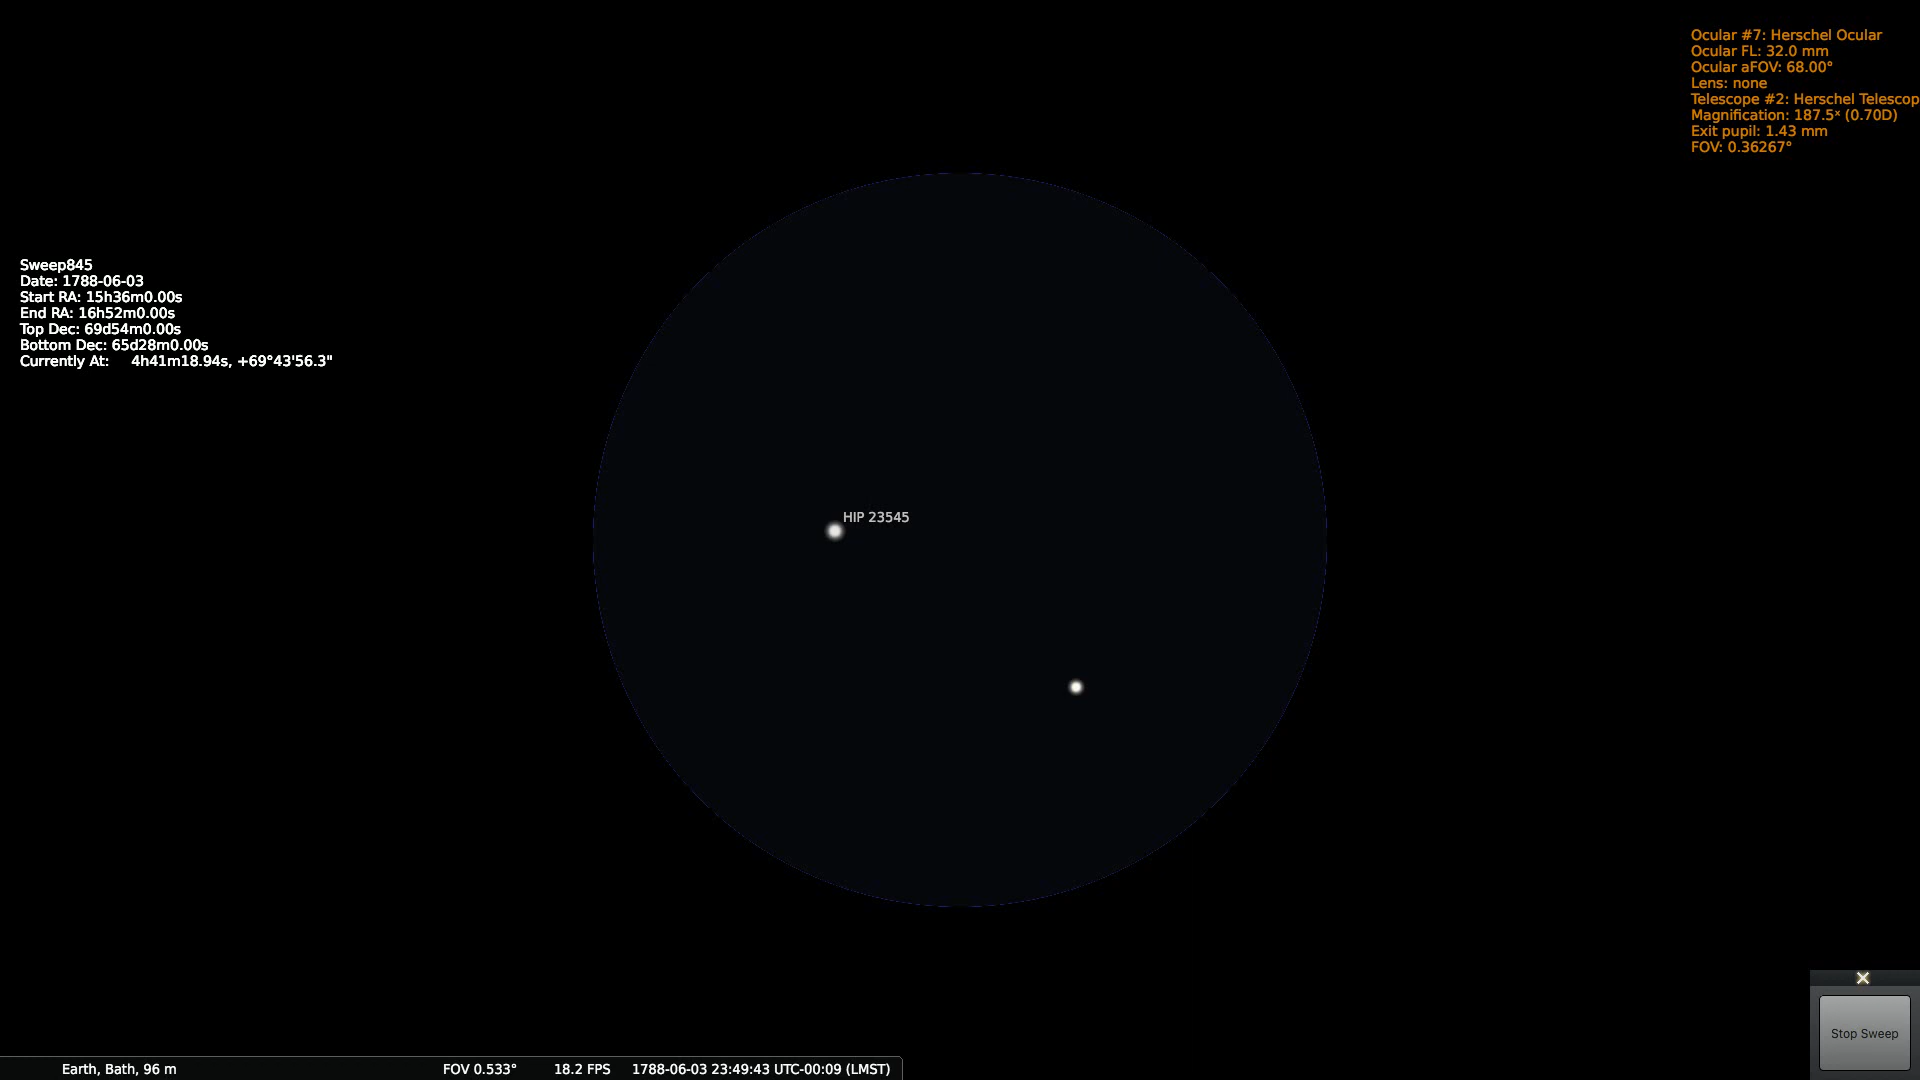 Ocular #7: Herschel Ocular
Ocular FL: 32.0 mm
Ocular aFOV: 68.00°
Lens: none
Telescope #2: Herschel Telescop
Magnification: 187.5ˣ (0.70D)
Exit pupil: 1.43 mm
FOV: 0.36267°
Sweep845
Date: 1788-06-03
Start RA: 15h36m0.00s
End RA: 16h52m0.00s
Top Dec: 69d54m0.00s
Bottom Dec: 65d28m0.00s
Currently At: 4h41m18.94s, +69°43'56.3"
HIP 23545
Stop Sweep
Earth, Bath, 96 m FOV 0.533° 18.2 FPS 1788-06-03 23:49:43 UTC-00:09 (LMST)